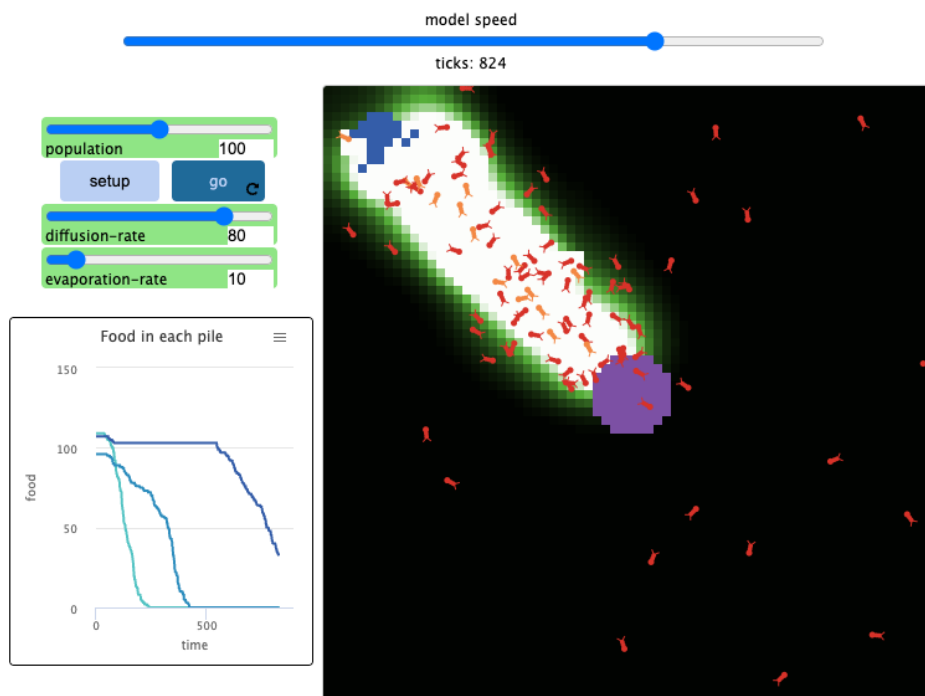 model speed
ticks: 824
population 100
setup go
diffusion-rate 80
evaporation-rate 10
Food in each pile
150
100
50
0
food
0 500
time